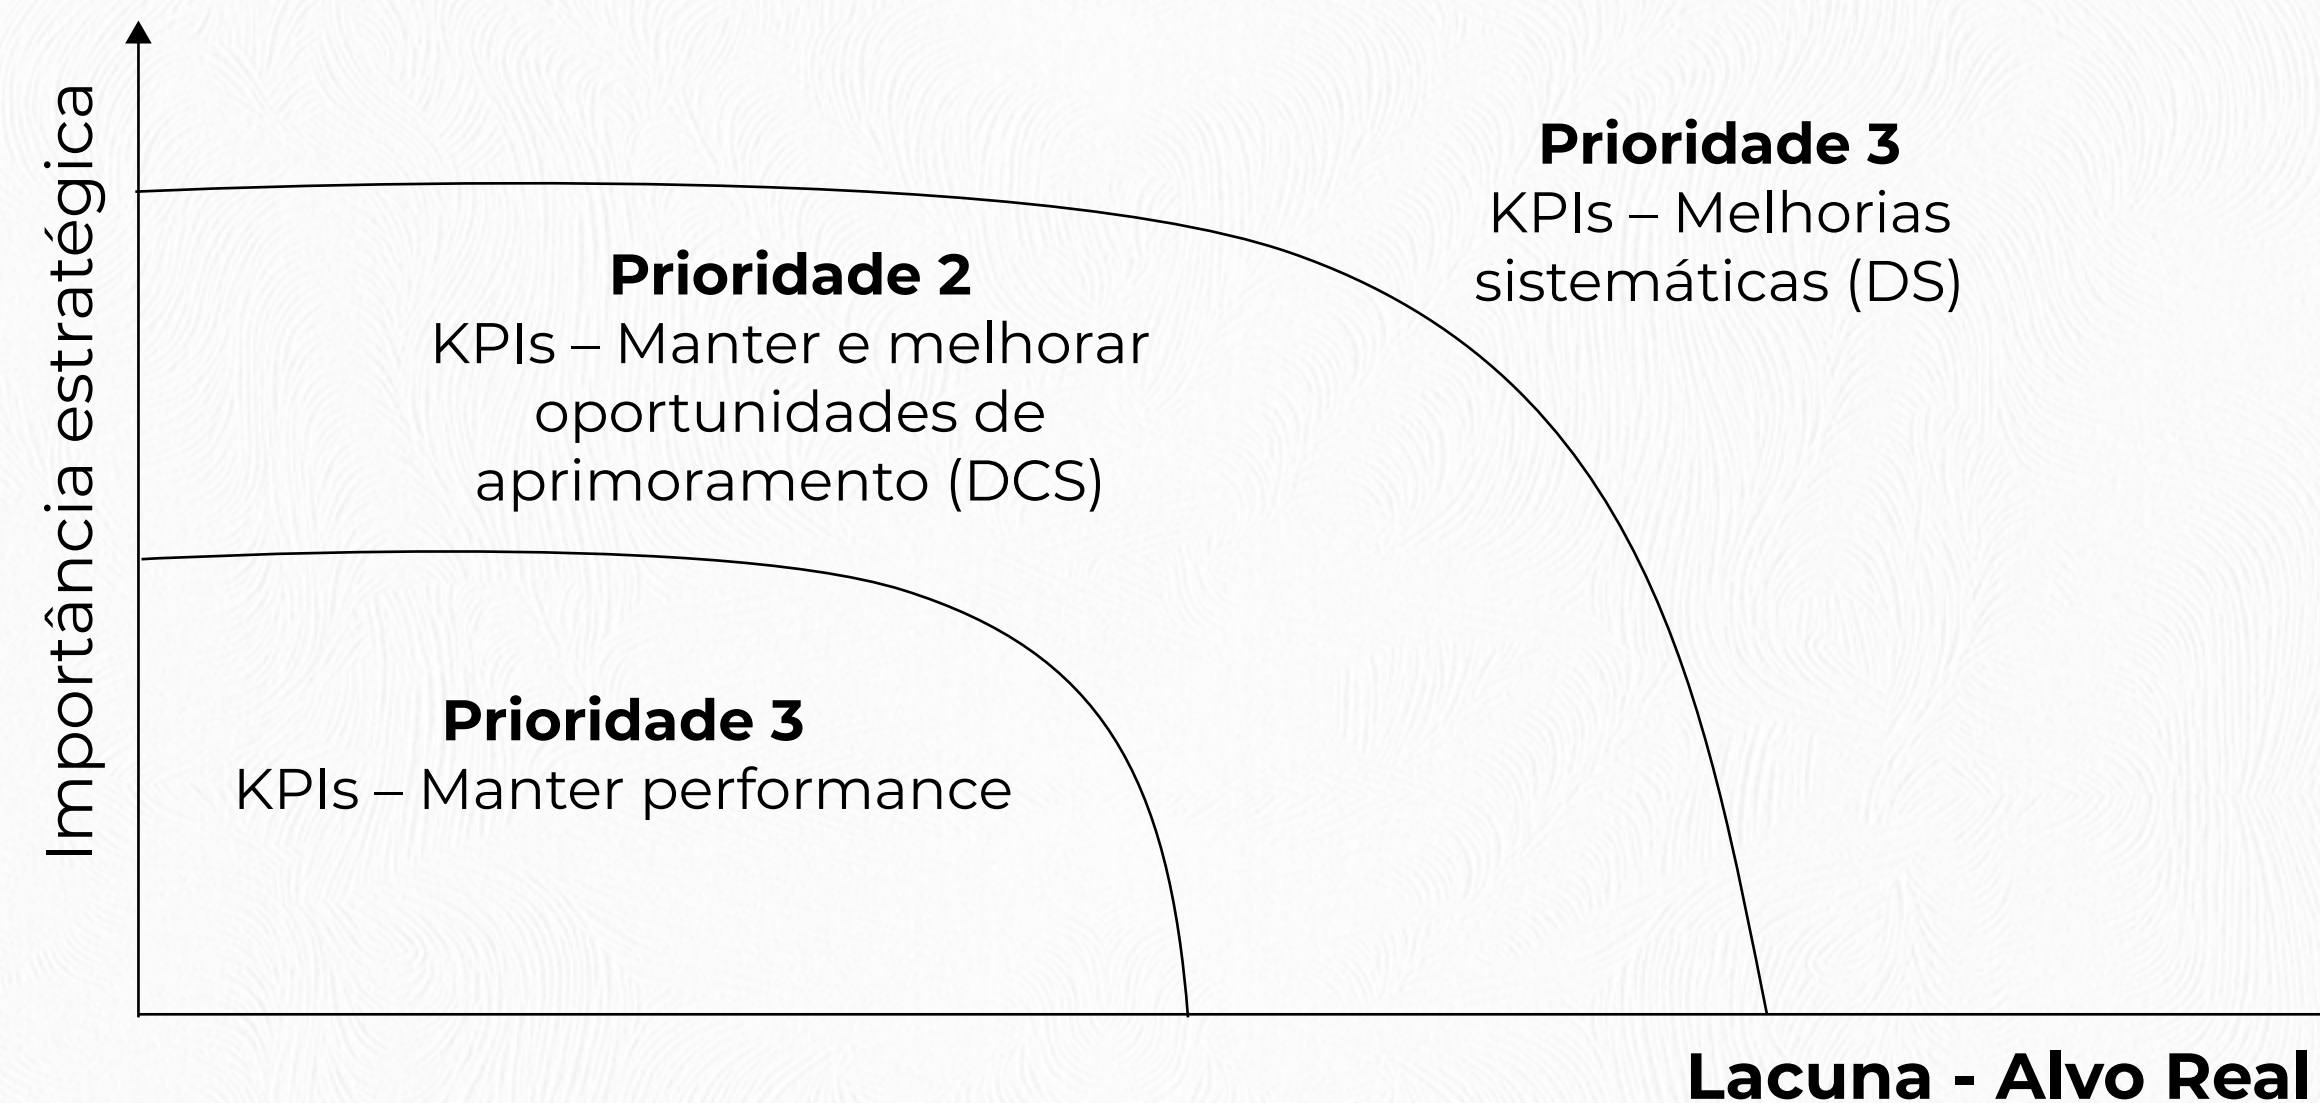 Importância estratégica
Prioridade 3
KPIs – Melhorias
sistemáticas (DS)
Prioridade 2
KPIs – Manter e melhorar
oportunidades de
aprimoramento (DCS)
Prioridade 3
KPIs – Manter performance
Lacuna - Alvo Real